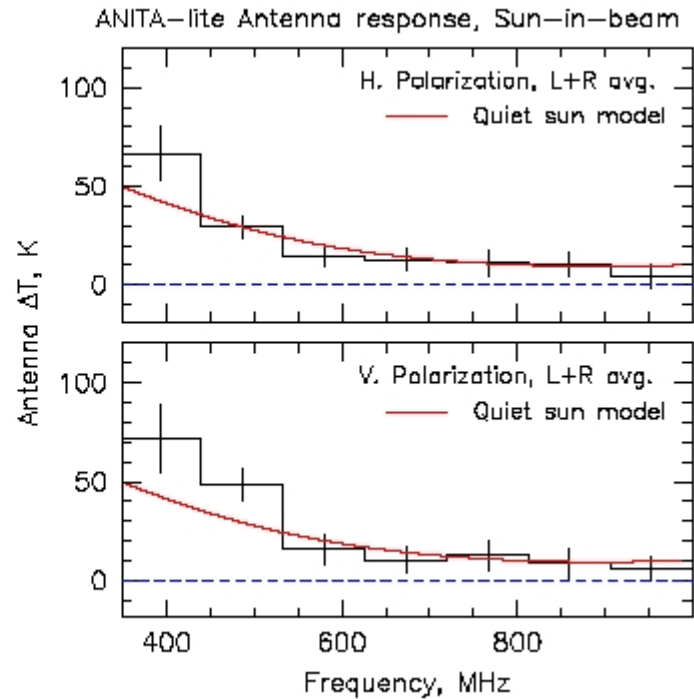 ANITA-lite Antenna response, Sun-in-beam
H. Polarization, L+R avg.
Quiet sun model
100
50
0
V. Polarization, L+R avg.
Quiet sun model
100
50
0
Antenna ΔT, K
400 600 800
Frequency, MHz